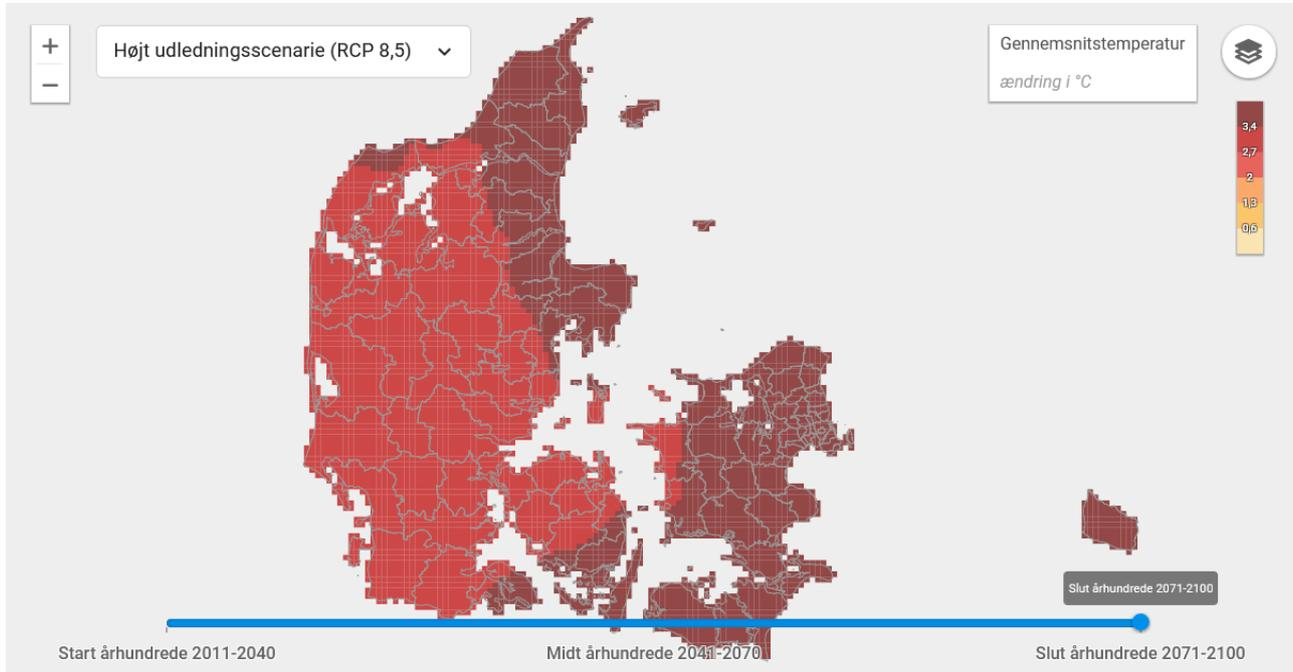 +
Højt udledningsscenarie (RCP 8,5)
−
Gennemsnitstemperatur
ændring i °C
3,4
2,7
2
1,3
0,6
Slut århundrede 2071-2100
Start århundrede 2011-2040
Midt århundrede 2041-2070
Slut århundrede 2071-2100